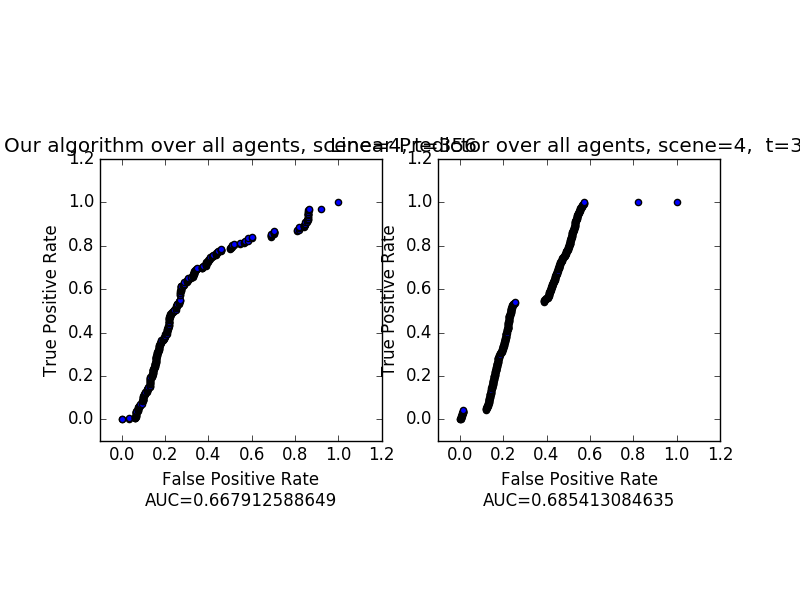 Our algorithm over all agents, scene=4, t=356
Linear Predictor over all agents, scene=4, t=3
1.2
1.0
0.8
0.6
0.4
0.2
0.0
True Positive Rate
0.0 0.2 0.4 0.6 0.8 1.0 1.2
False Positive Rate
AUC=0.667912588649
1.2
1.0
0.8
0.6
0.4
0.2
0.0
True Positive Rate
0.0 0.2 0.4 0.6 0.8 1.0 1.2
False Positive Rate
AUC=0.685413084635